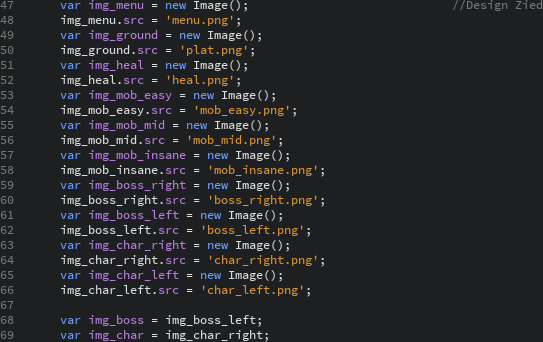 47 var img_menu = new Image(); //Design Zied
48 img_menu.src = 'menu.png';
49 var img_ground = new Image();
50 img_ground.src = 'plat.png';
51 var img_heal = new Image();
52 img_heal.src = 'heal.png';
53 var img_mob_easy = new Image();
54 img_mob_easy.src = 'mob_easy.png';
55 var img_mob_mid = new Image();
56 img_mob_mid.src = 'mob_mid.png';
57 var img_mob_insane = new Image();
58 img_mob_insane.src = 'mob_insane.png';
59 var img_boss_right = new Image();
60 img_boss_right.src = 'boss_right.png';
61 var img_boss_left = new Image();
62 img_boss_left.src = 'boss_left.png';
63 var img_char_right = new Image();
64 img_char_right.src = 'char_right.png';
65 var img_char_left = new Image();
66 img_char_left.src = 'char_left.png';
67
68 var img_boss = img_boss_left;
69 var img_char = img_char_right;